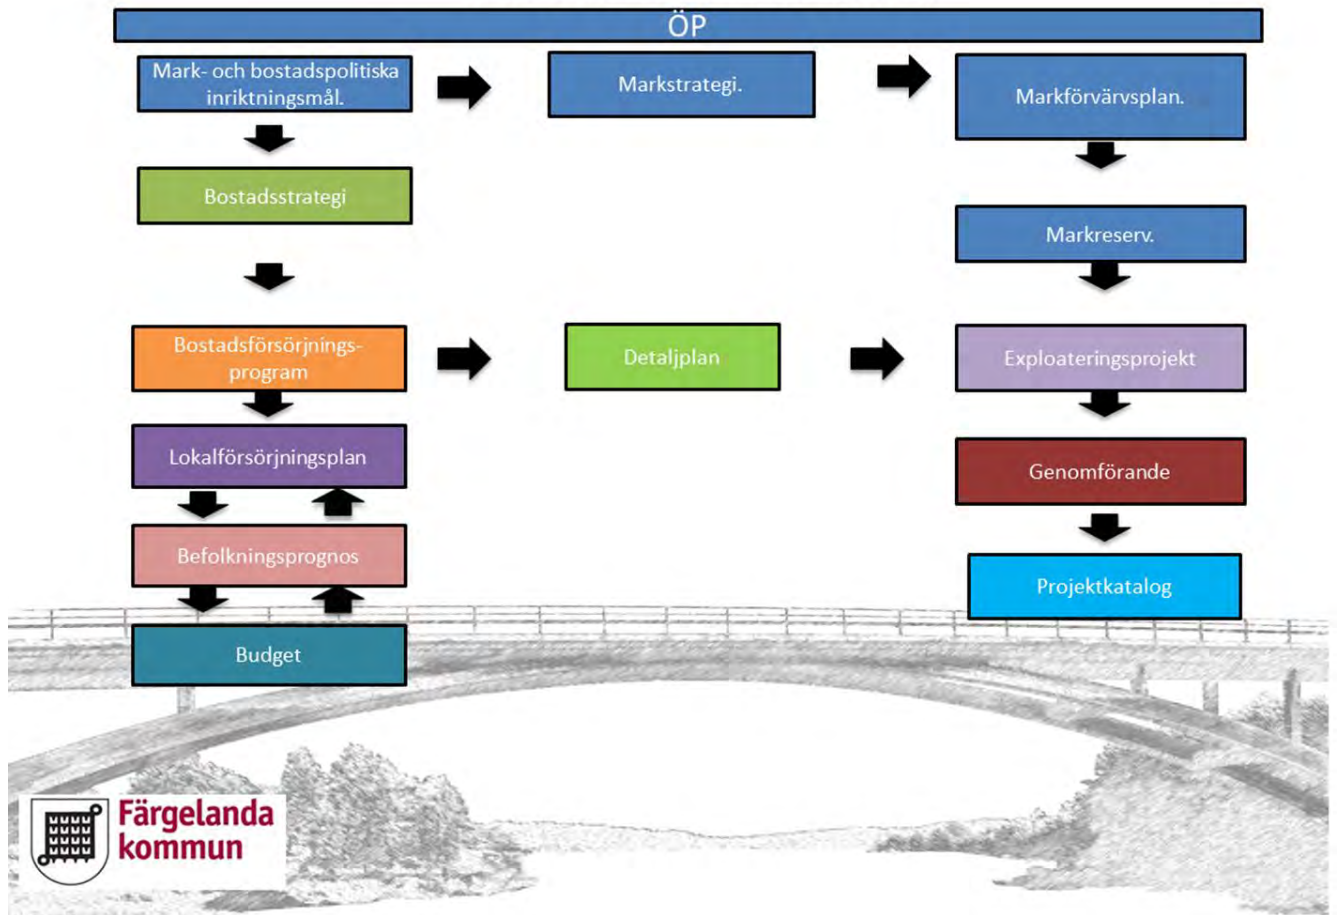 ÖP
Mark- och bostadspolitiska
inriktningsmål.
Markstrategi.
Markförvärvsplan.
Bostadsstrategi
Markreserv.
Bostadsförsörjnings-
program
Detaljplan
Exploateringsprojekt
Lokalförsörjningsplan
Genomförande
Befolkningsprognos
Projektkatalog
Budget
Färgelanda
kommun